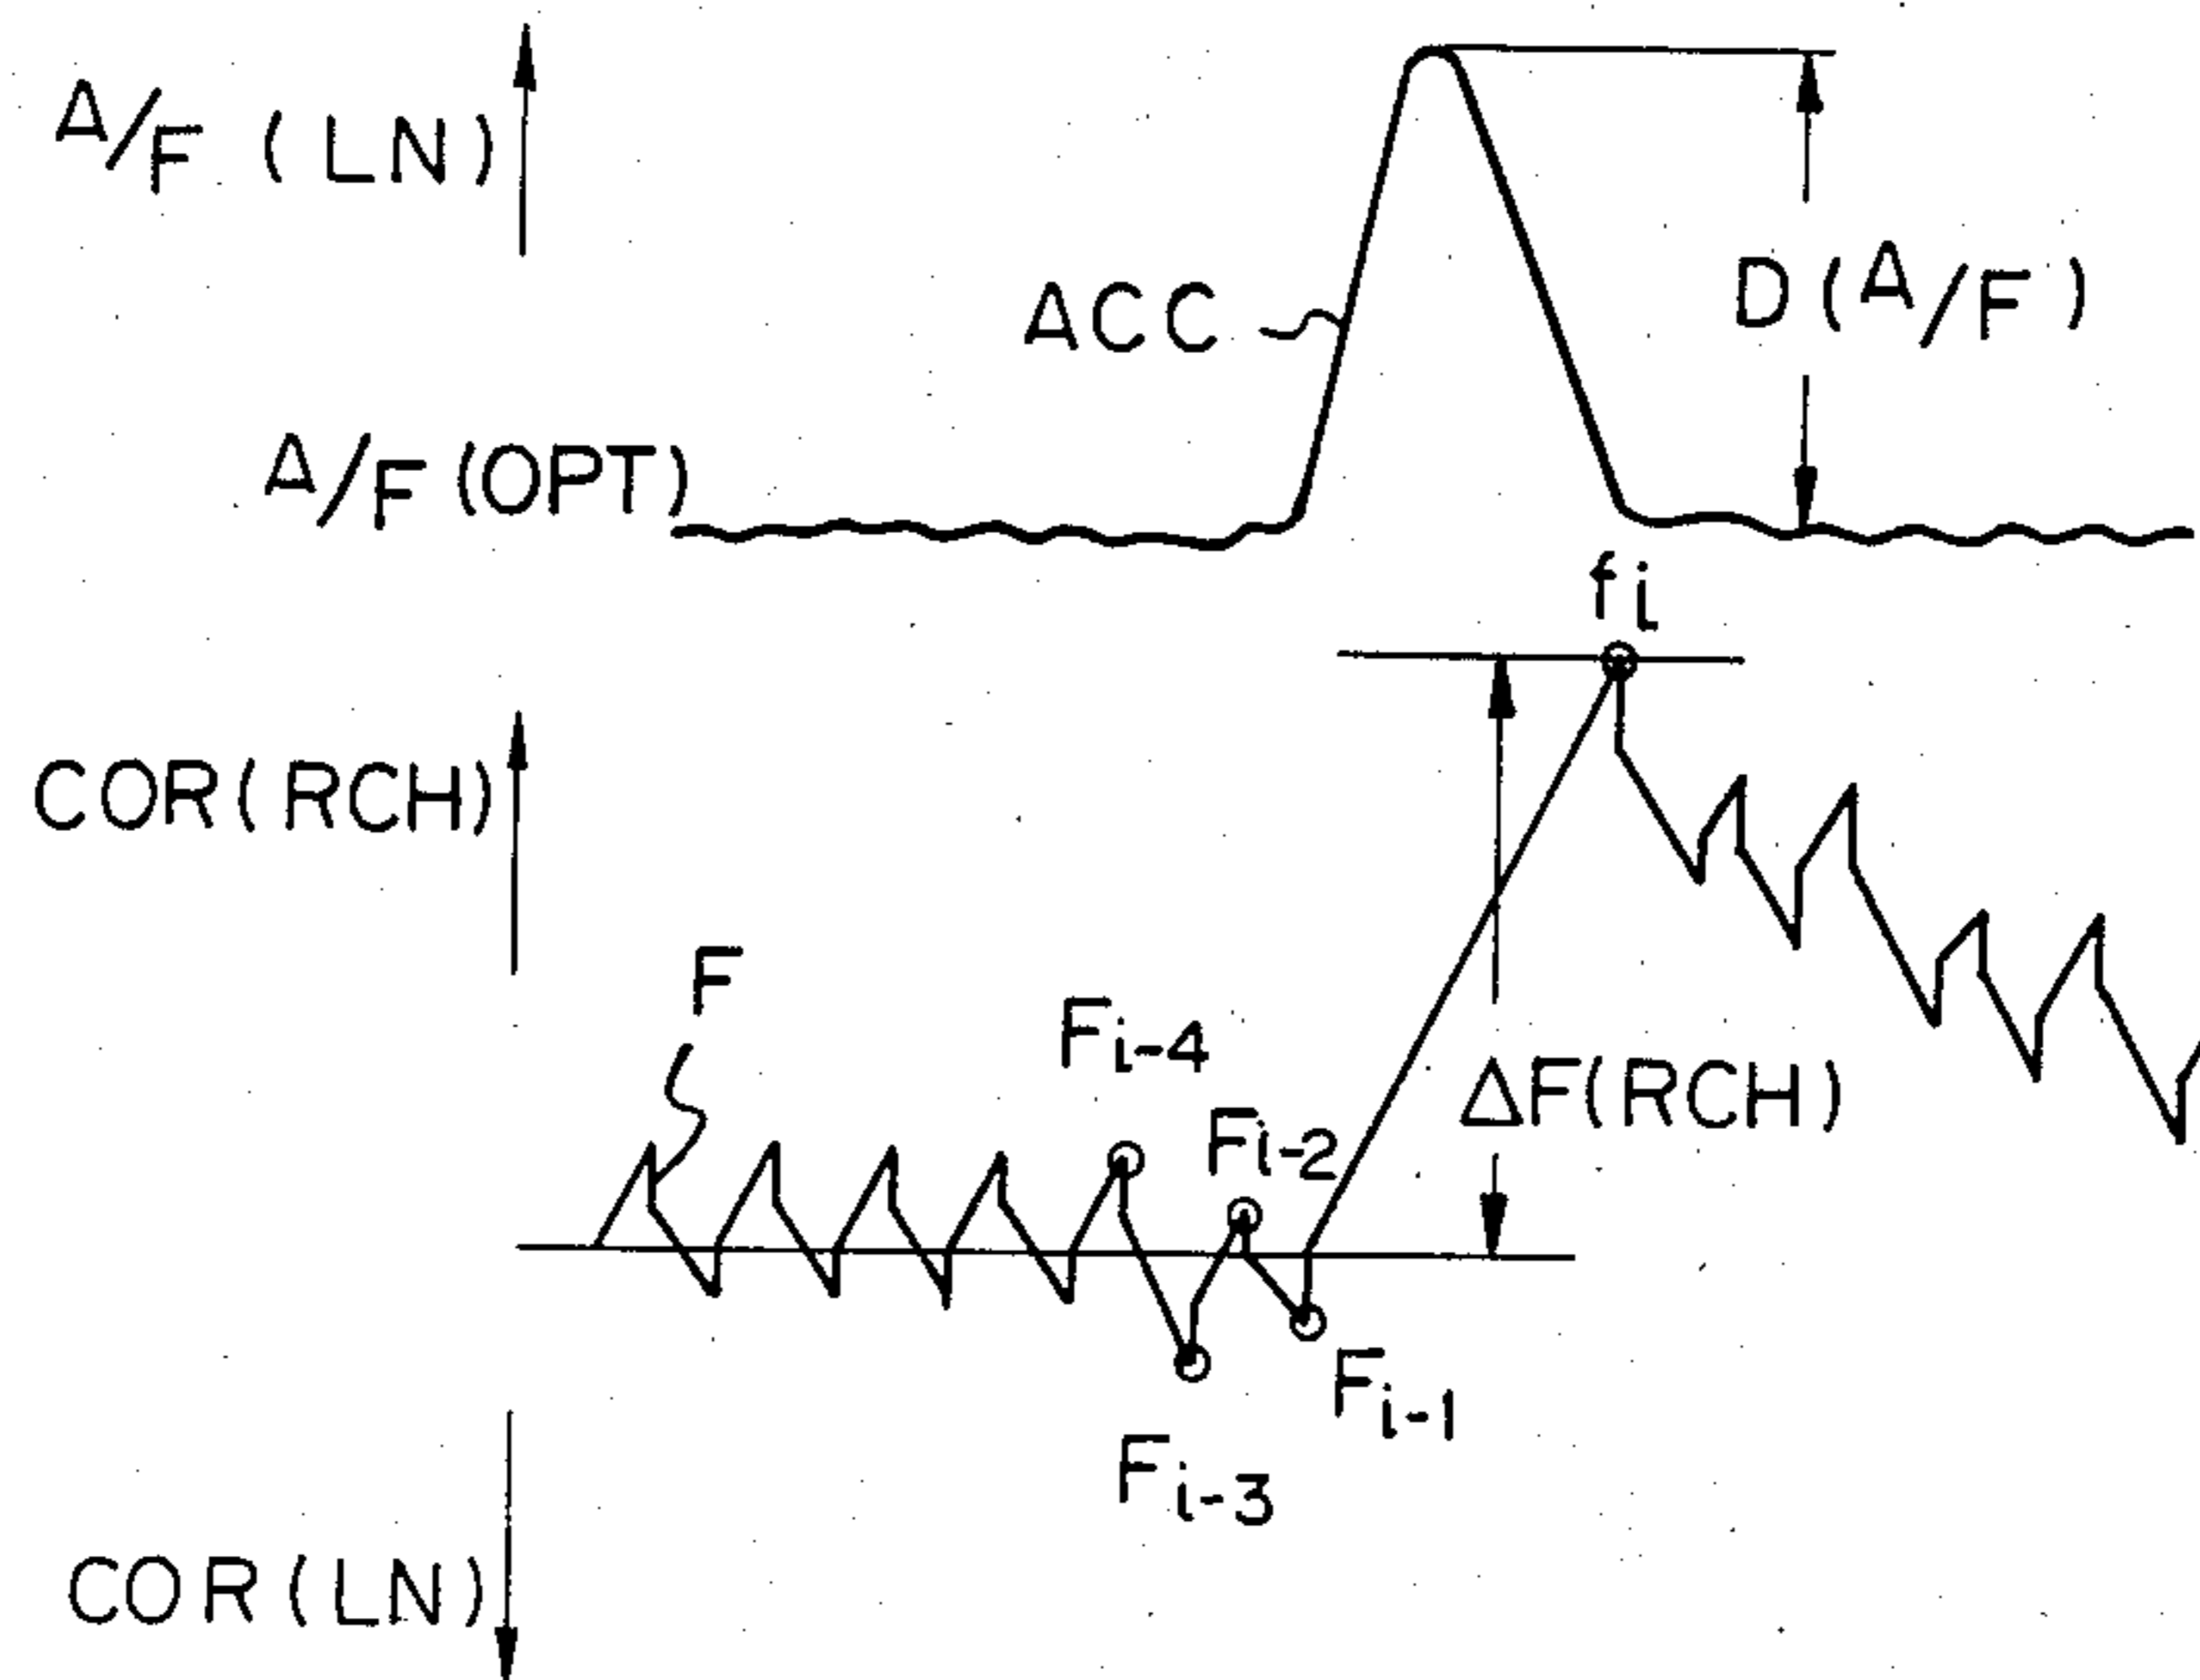 A/F (LN)
ACC
D(A/F)
A/F (OPT)
fi
COR(RCH)
F
Fi-4
Fi-2
ΔF(RCH)
Fi-1
Fi-3
COR(LN)